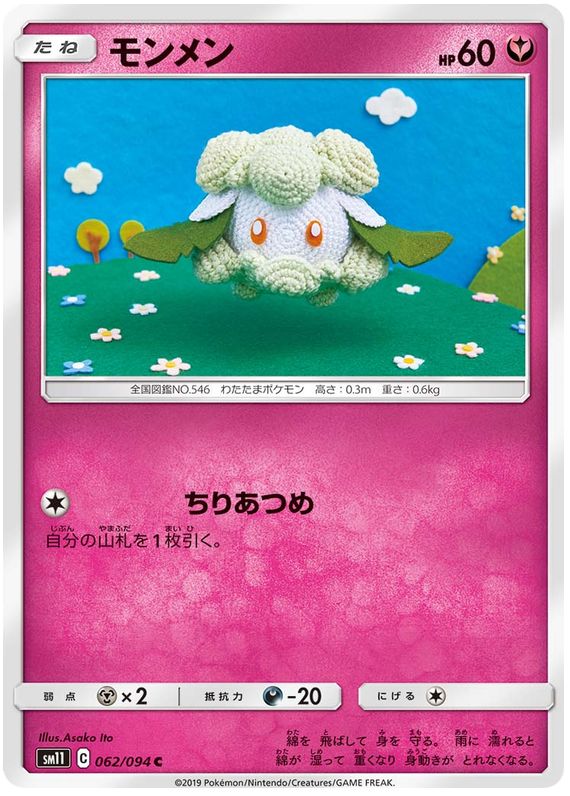 たね モンメン HP60
全国図鑑NO.546 わたたまポケモン 高さ:0.3m 重さ:0.6kg
ちりあつめ
自分の山札を1枚引く。
弱点 ×2 抵抗力 -20 にげる
Illus.Asako Ito
綿を飛ばして身を守る。雨に濡れると
綿が湿って重くなり身動きがとれなくなる。
SM11 C 062/094 C
©2019 Pokémon/Nintendo/Creatures/GAME FREAK.